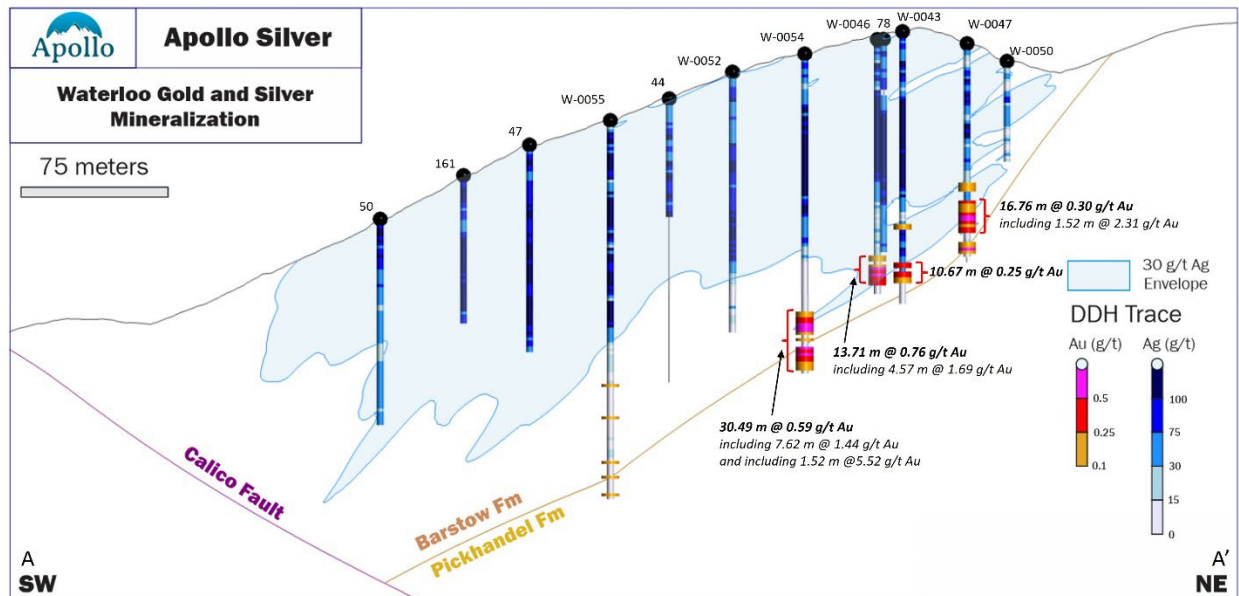 Apollo
Apollo Silver
Waterloo Gold and Silver
Mineralization
75 meters
50
161
47
W-0055
44
W-0052
W-0054
W-0046
78
W-0043
W-0047
W-0050
16.76 m @ 0.30 g/t Au
including 1.52 m @ 2.31 g/t Au
10.67 m @ 0.25 g/t Au
13.71 m @ 0.76 g/t Au
including 4.57 m @ 1.69 g/t Au
30.49 m @ 0.59 g/t Au
including 7.62 m @ 1.44 g/t Au
and including 1.52 m @5.52 g/t Au
30 g/t Ag
Envelope
DDH Trace
Au (g/t)
0.5
0.25
0.1
Ag (g/t)
100
75
30
15
0
Calico Fault
Barstow Fm
Pickhandel Fm
A
SW
A'
NE